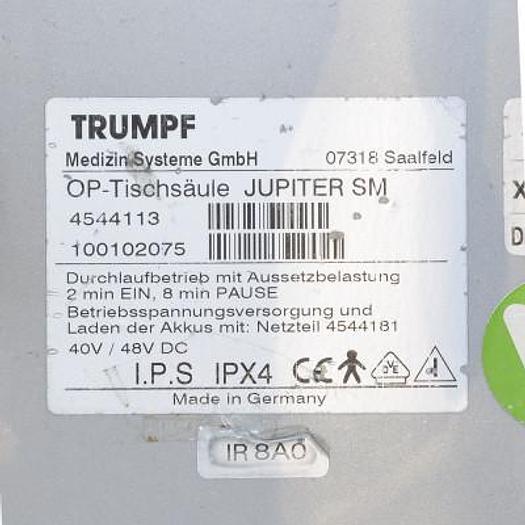 TRUMPF
Medizin Systeme GmbH 07318 Saalfeld
OP-Tischsäule JUPITER SM
4544113
100102075
Durchlaufbetrieb mit Aussetzbelastung
2 min EIN, 8 min PAUSE
Betriebsspannungsversorgung und
Laden der Akkus mit: Netzteil 4544181
40V / 48V DC
I.P.S IPX4 CE DVE
Made in Germany
IR 8A0
X
D